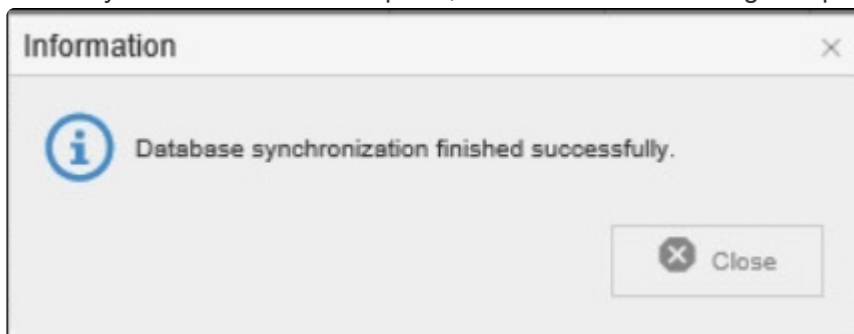 Information
Database synchronization finished successfully.
Close